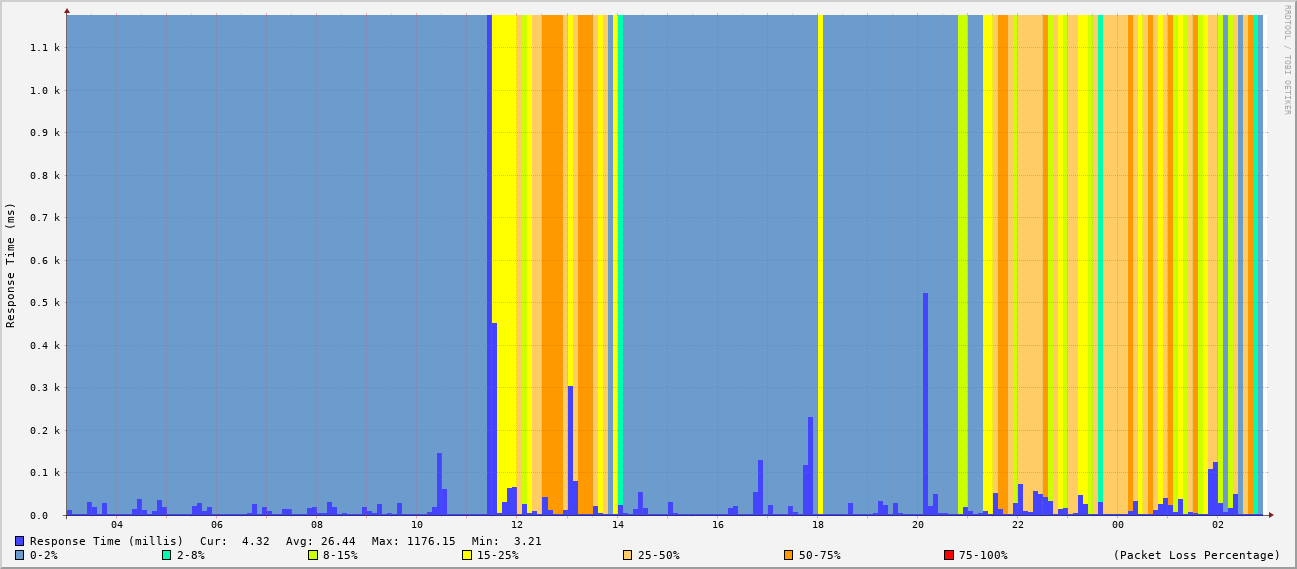 RRDTOOL / TOBI OETIKER
Response Time (ms)
1.1 k
1.0 k
0.9 k
0.8 k
0.7 k
0.6 k
0.5 k
0.4 k
0.3 k
0.2 k
0.1 k
0.0
04 06 08 10 12 14 16 18 20 22 00 02
Response Time (millis) Cur: 4.32 Avg: 26.44 Max: 1176.15 Min: 3.21
0-2% 2-8% 8-15% 15-25% 25-50% 50-75% 75-100% (Packet Loss Percentage)